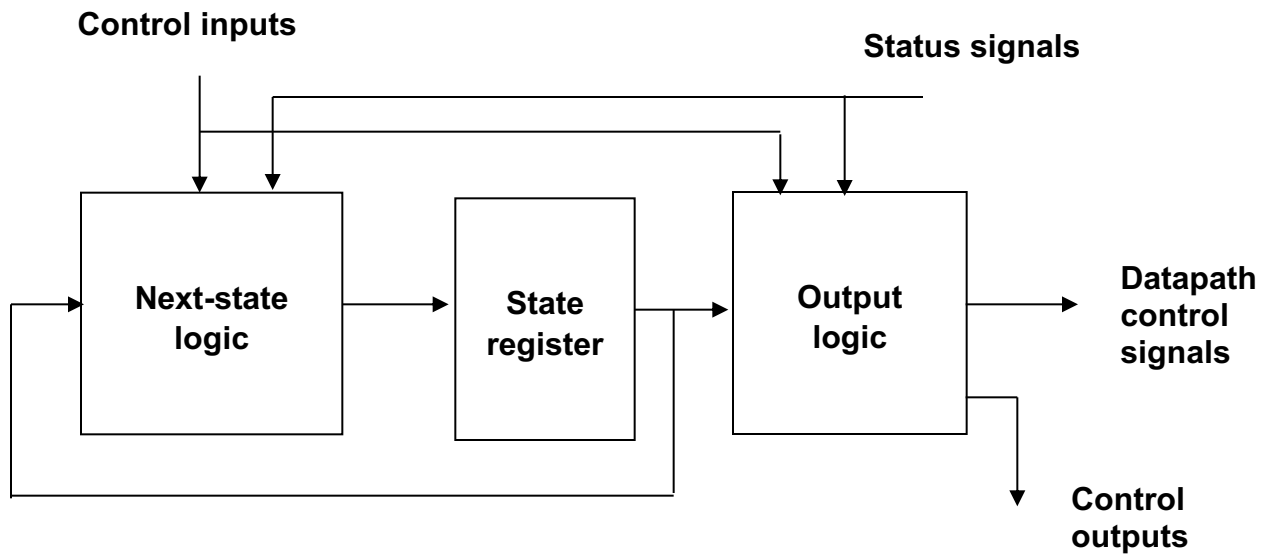 Control inputs
Status signals
Next-state
logic
State
register
Output
logic
Datapath
control
signals
Control
outputs